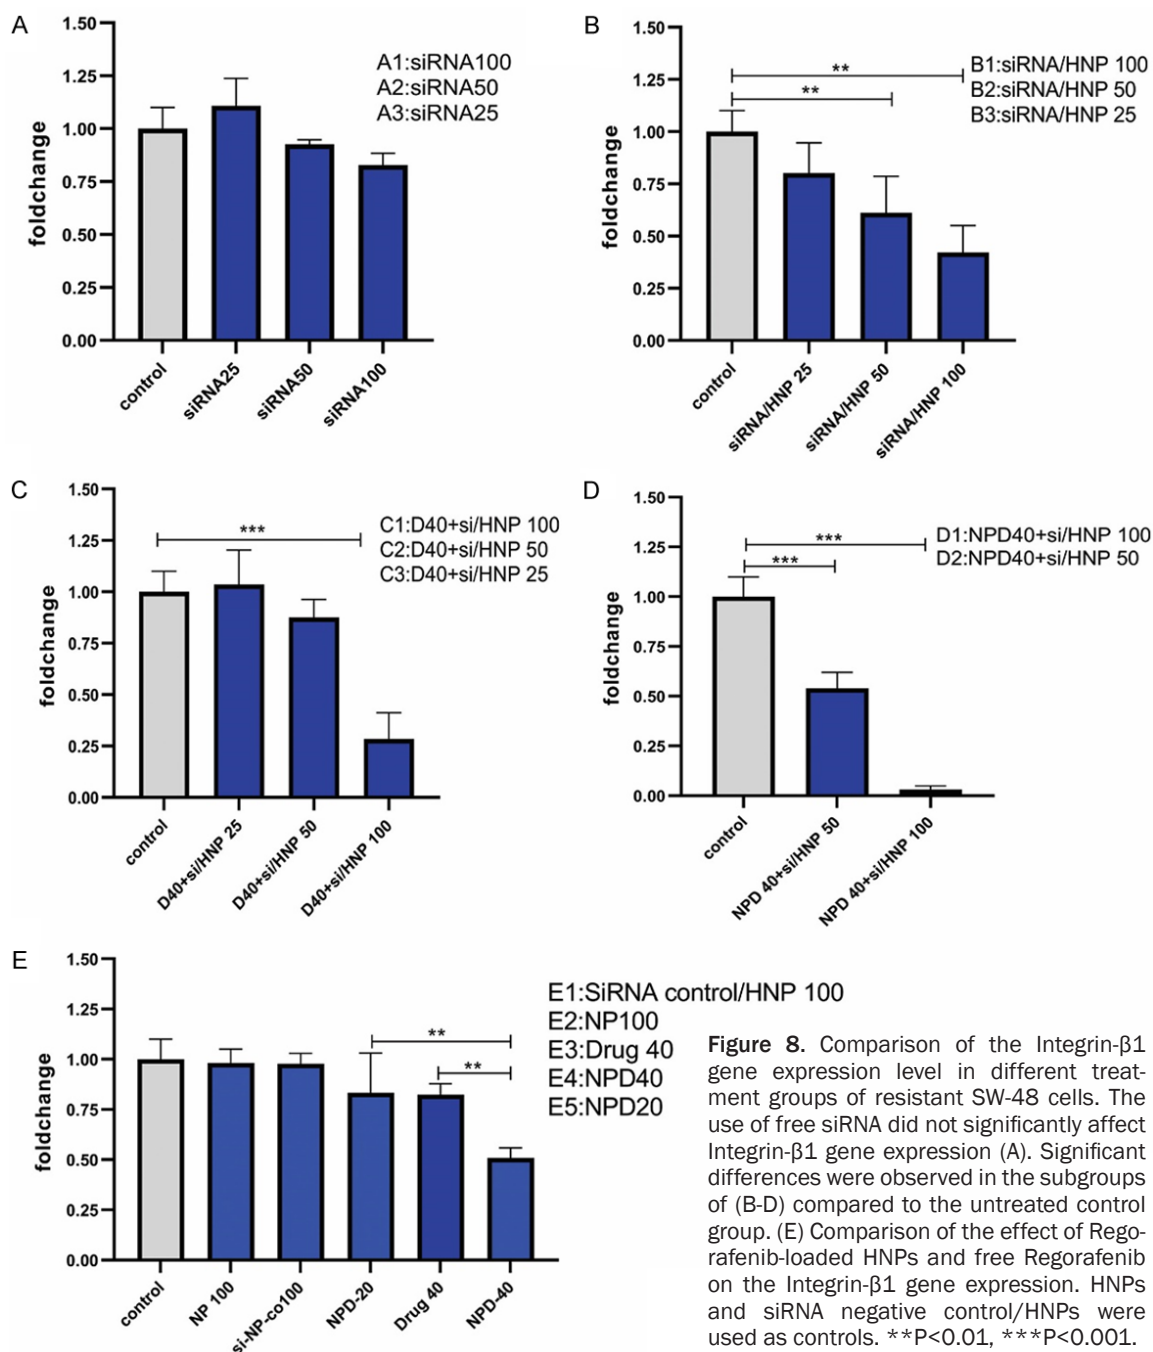 A
1.50
1.25
1.00
0.75
0.50
0.25
0.00
foldchange
A1:siRNA100
A2:siRNA50
A3:siRNA25
control
siRNA25
siRNA50
siRNA100
B
1.50
1.25
1.00
0.75
0.50
0.25
0.00
foldchange
**
**
B1:siRNA/HNP 100
B2:siRNA/HNP 50
B3:siRNA/HNP 25
control
siRNA/HNP 25
siRNA/HNP 50
siRNA/HNP 100
C
1.50
1.25
1.00
0.75
0.50
0.25
0.00
foldchange
***
C1:D40+si/HNP 100
C2:D40+si/HNP 50
C3:D40+si/HNP 25
control
D40+si/HNP 25
D40+si/HNP 50
D40+si/HNP 100
D
1.50
1.25
1.00
0.75
0.50
0.25
0.00
foldchange
***
***
D1:NPD40+si/HNP 100
D2:NPD40+si/HNP 50
control
NPD 40+si/HNP 50
NPD 40+si/HNP 100
E
1.50
1.25
1.00
0.75
0.50
0.25
0.00
foldchange
**
**
E1:SiRNA control/HNP 100
E2:NP100
E3:Drug 40
E4:NPD40
E5:NPD20
control
NP 100
si-NP-co100
NPD-20
Drug 40
NPD-40
Figure 8. Comparison of the Integrin-β1
gene expression level in different treat-
ment groups of resistant SW-48 cells. The
use of free siRNA did not significantly affect
Integrin-β1 gene expression (A). Significant
differences were observed in the subgroups
of (B-D) compared to the untreated control
group. (E) Comparison of the effect of Rego-
rafenib-loaded HNPs and free Regorafenib
on the Integrin-β1 gene expression. HNPs
and siRNA negative control/HNPs were
used as controls. **P<0.01, ***P<0.001.